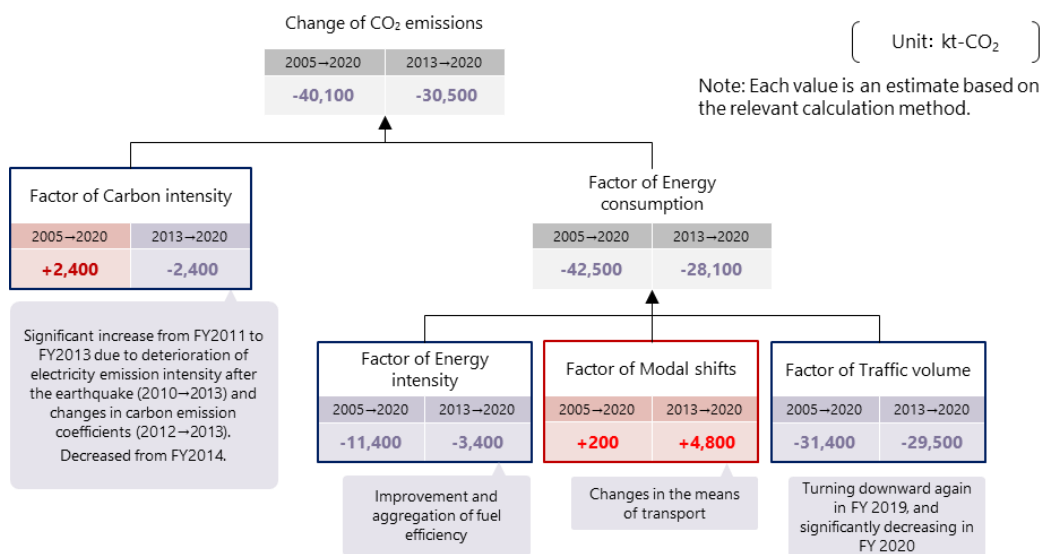 Change of CO₂ emissions
Unit: kt-CO₂
2005→2020 2013→2020
-40,100 -30,500
Note: Each value is an estimate based on
the relevant calculation method.
Factor of Carbon intensity
2005→2020 2013→2020
+2,400 -2,400
Significant increase from FY2011 to
FY2013 due to deterioration of
electricity emission intensity after
the earthquake (2010→2013) and
changes in carbon emission
coefficients (2012→2013).
Decreased from FY2014.
Factor of Energy
consumption
2005→2020 2013→2020
-42,500 -28,100
Factor of Energy
intensity
2005→2020 2013→2020
-11,400 -3,400
Improvement and
aggregation of fuel
efficiency
Factor of Modal shifts
2005→2020 2013→2020
+200 +4,800
Changes in the means
of transport
Factor of Traffic volume
2005→2020 2013→2020
-31,400 -29,500
Turning downward again
in FY 2019, and
significantly decreasing in
FY 2020